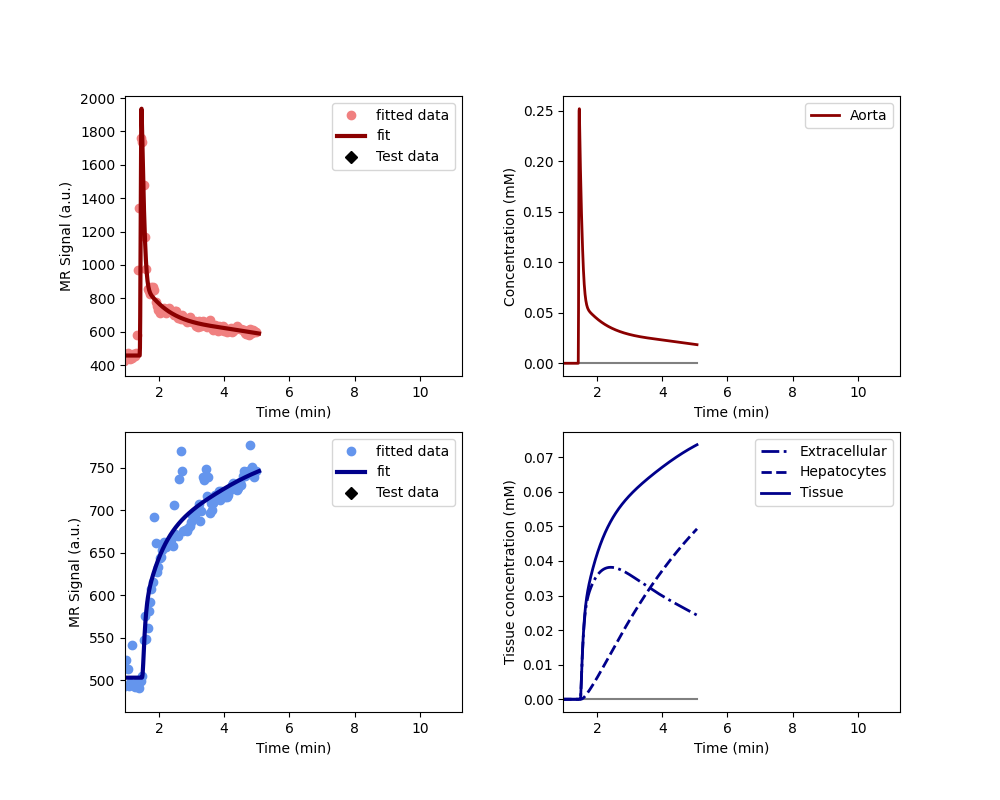 2000
1800
1600
1400
1200
1000
800
600
400
MR Signal (a.u.)
2 4 6 8 10
Time (min)
fitted data
fit
Test data
0.25
0.20
0.15
0.10
0.05
0.00
Concentration (mM)
2 4 6 8 10
Time (min)
Aorta
750
700
650
600
550
500
MR Signal (a.u.)
2 4 6 8 10
Time (min)
fitted data
fit
Test data
0.07
0.06
0.05
0.04
0.03
0.02
0.01
0.00
Tissue concentration (mM)
2 4 6 8 10
Time (min)
Extracellular
Hepatocytes
Tissue